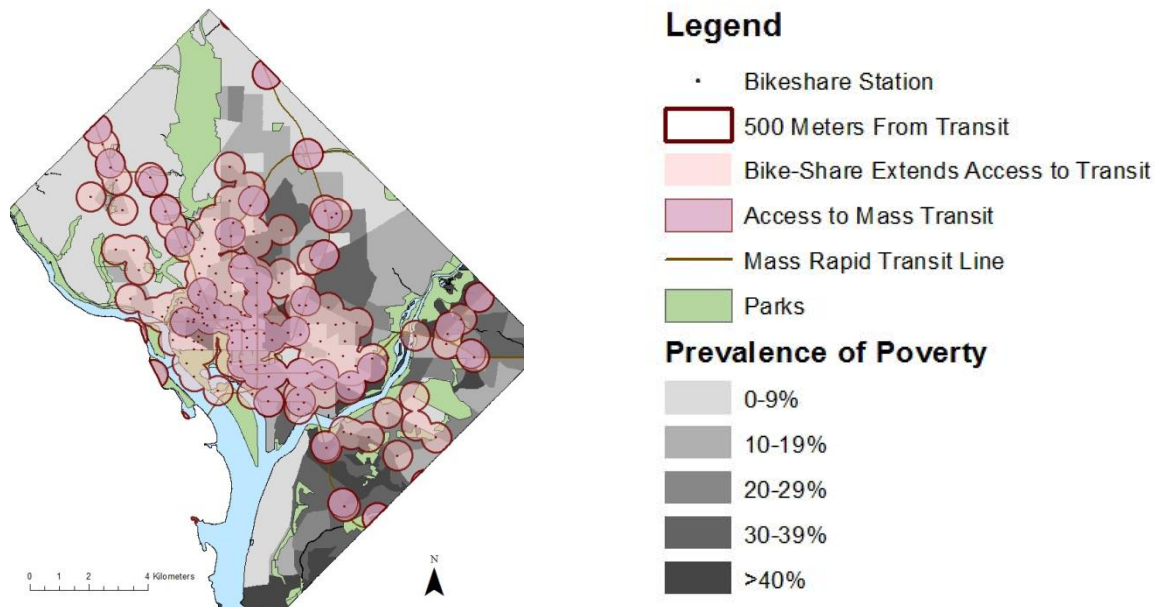 Legend
Bikeshare Station
500 Meters From Transit
Bike-Share Extends Access to Transit
Access to Mass Transit
Mass Rapid Transit Line
Parks
Prevalence of Poverty
0-9%
10-19%
20-29%
30-39%
>40%
N
0 1 2 4 Kilometers